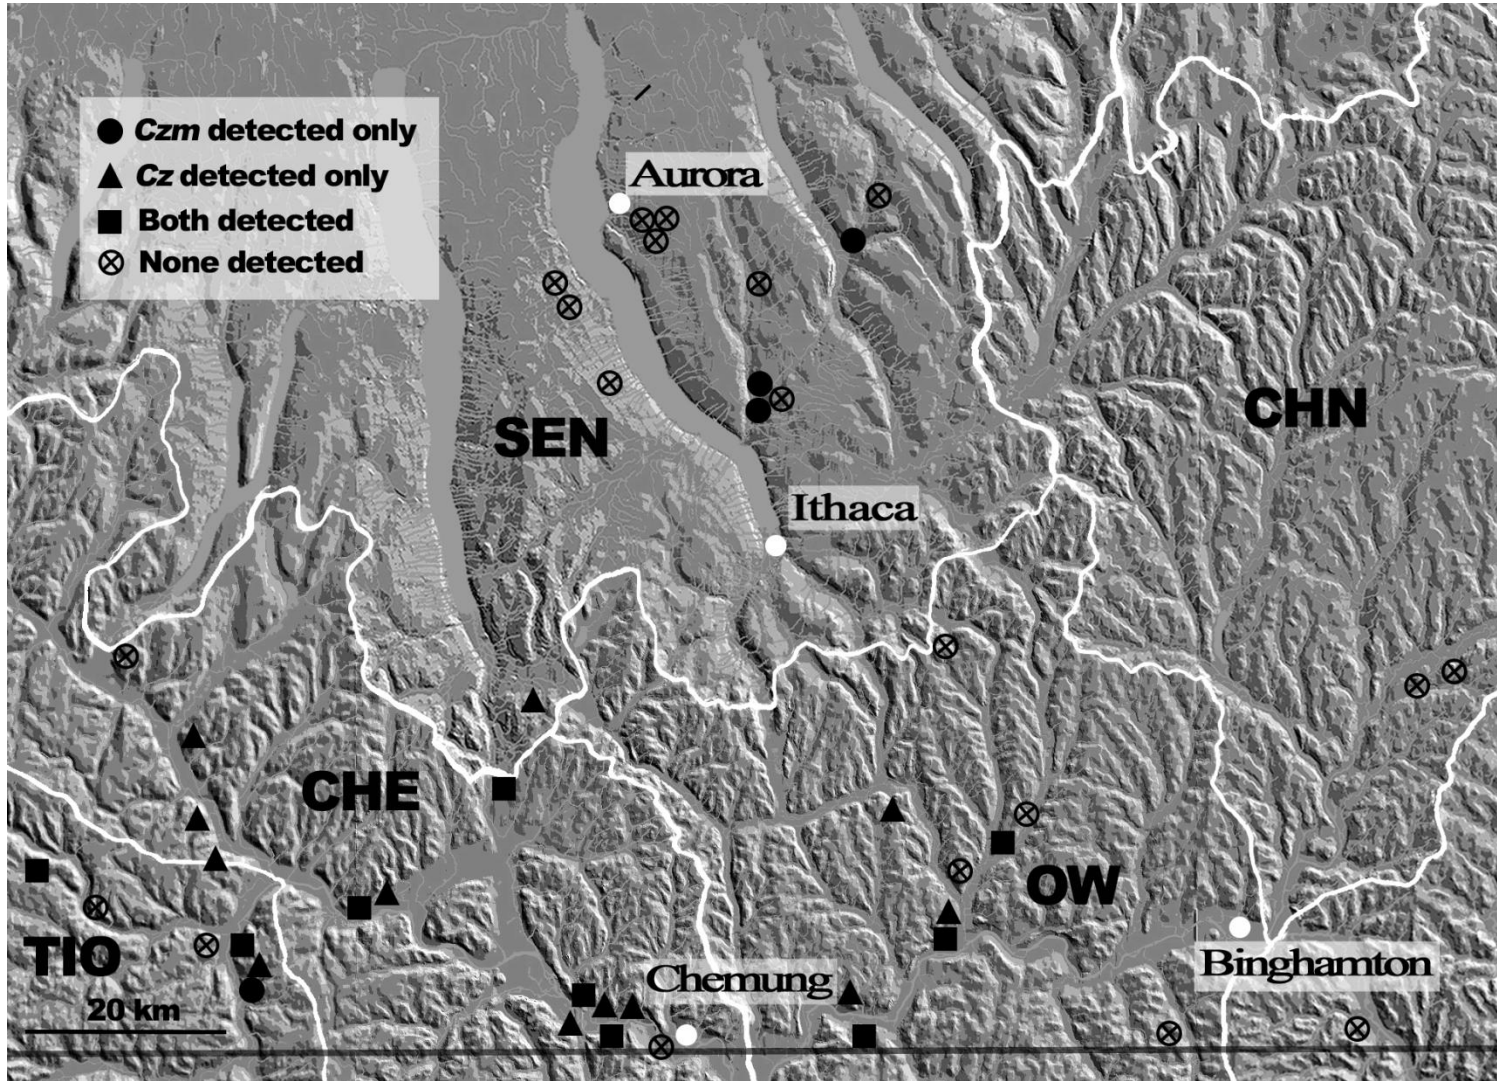 Czm detected only
Cz detected only
Both detected
None detected
Aurora
SEN
CHN
Ithaca
CHE
OW
TIO
Binghamton
Chemung
20 km